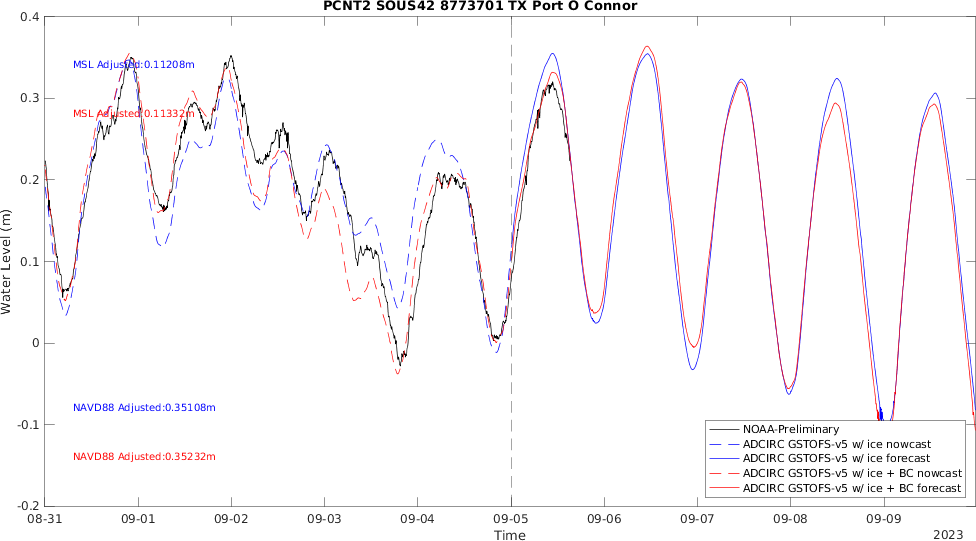 PCNT2 SOUS42 8773701 TX Port O Connor
0.4
0.3
0.2
0.1
0
-0.1
-0.2
Water Level (m)
MSL Adjusted:0.11208m
MSL Adjusted:0.11332m
NAVD88 Adjusted:0.35108m
NAVD88 Adjusted:0.35232m
NOAA-Preliminary
ADCIRC GSTOFS-v5 w/ ice nowcast
ADCIRC GSTOFS-v5 w/ ice forecast
ADCIRC GSTOFS-v5 w/ ice + BC nowcast
ADCIRC GSTOFS-v5 w/ ice + BC forecast
08-31 09-01 09-02 09-03 09-04 09-05 09-06 09-07 09-08 09-09
Time
2023